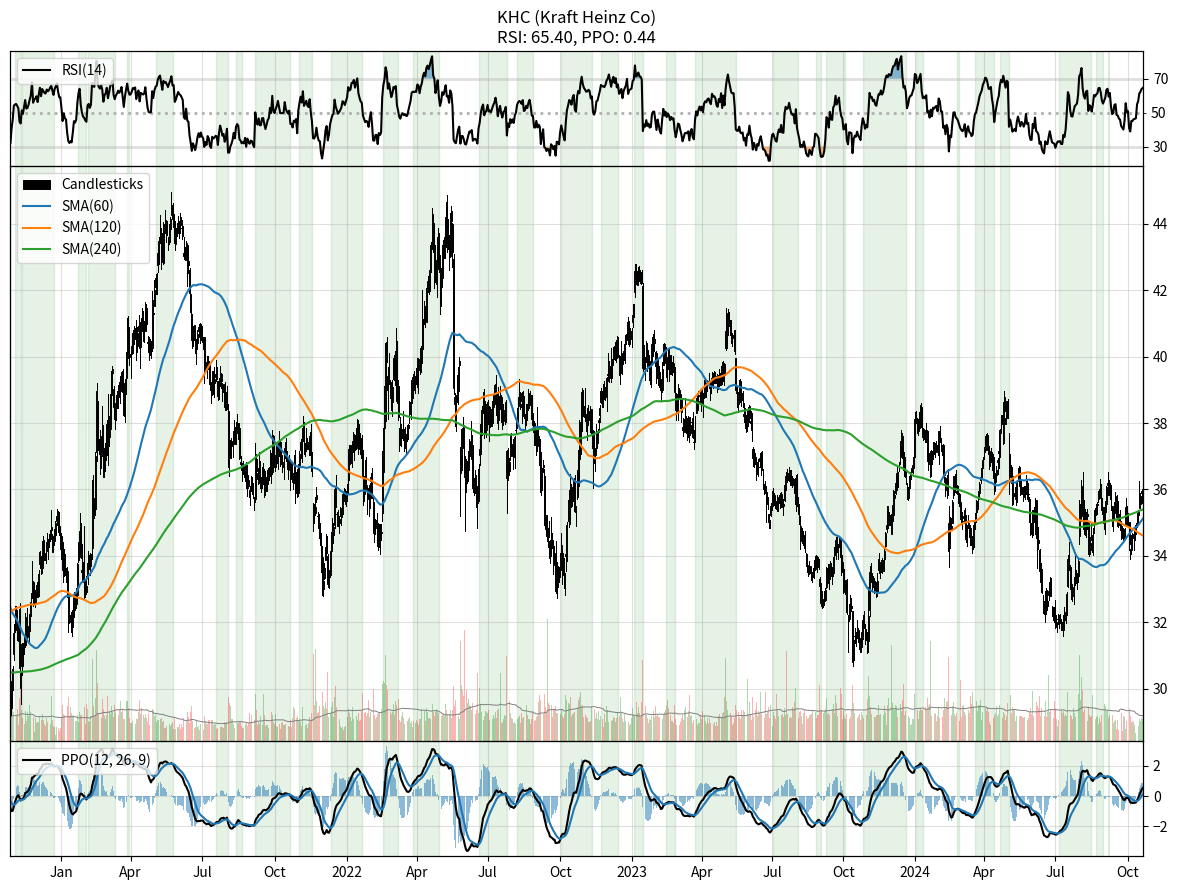 KHC (Kraft Heinz Co)
RSI: 65.40, PPO: 0.44
RSI(14)
70
50
30
Candlesticks
SMA(60)
SMA(120)
SMA(240)
44
42
40
38
36
34
32
30
PPO(12, 26, 9)
2
0
−2
Jan Apr Jul Oct 2022 Apr Jul Oct 2023 Apr Jul Oct 2024 Apr Jul Oct